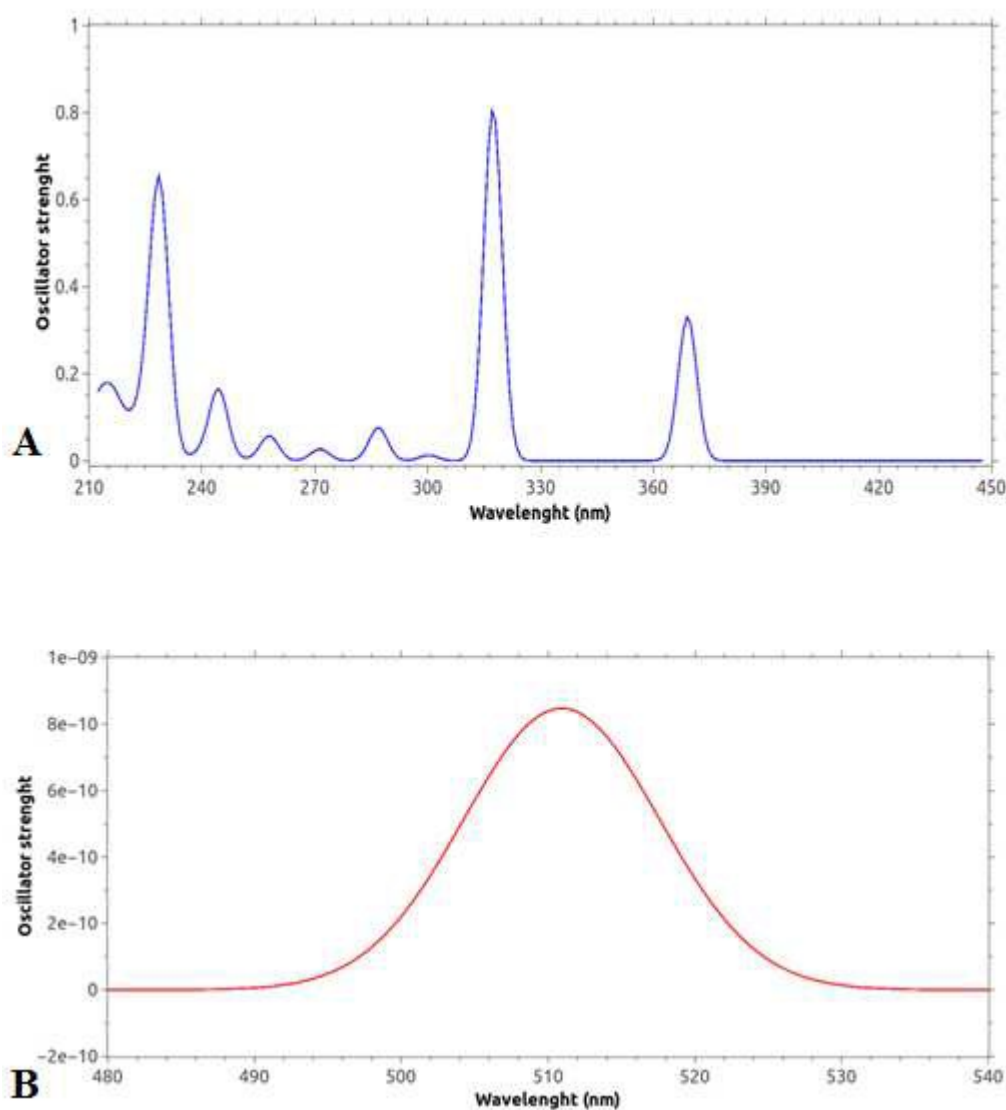 1
0.8
0.6
0.4
0.2
0
Oscillator strenght
A
210 240 270 300 330 360 390 420 450
Wavelenght (nm)
1e−09
8e−10
6e−10
4e−10
2e−10
0
−2e−10
Oscillator strenght
B
480 490 500 510 520 530 540
Wavelenght (nm)